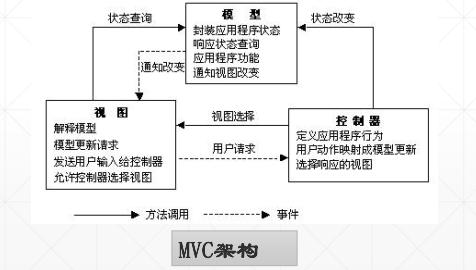 模 型
封装应用程序状态
响应状态查询
应用程序功能
通知视图改变
状态查询
状态改变
通知改变
视 图
解释模型
模型更新请求
发送用户输入给控制器
允许控制器选择视图
视图选择
用户请求
控 制 器
定义应用程序行为
用户动作映射成模型更新
选择响应的视图
方法调用
事件
MVC架构